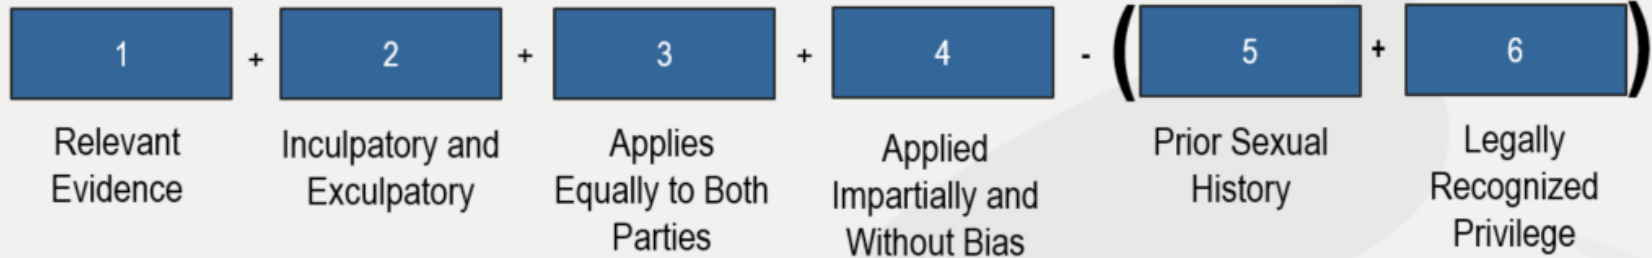 1 + 2 + 3 + 4 - ( 5 + 6 )
Relevant
Evidence
Inculpatory and
Exculpatory
Applies
Equally to Both
Parties
Applied
Impartially and
Without Bias
Prior Sexual
History
Legally
Recognized
Privilege